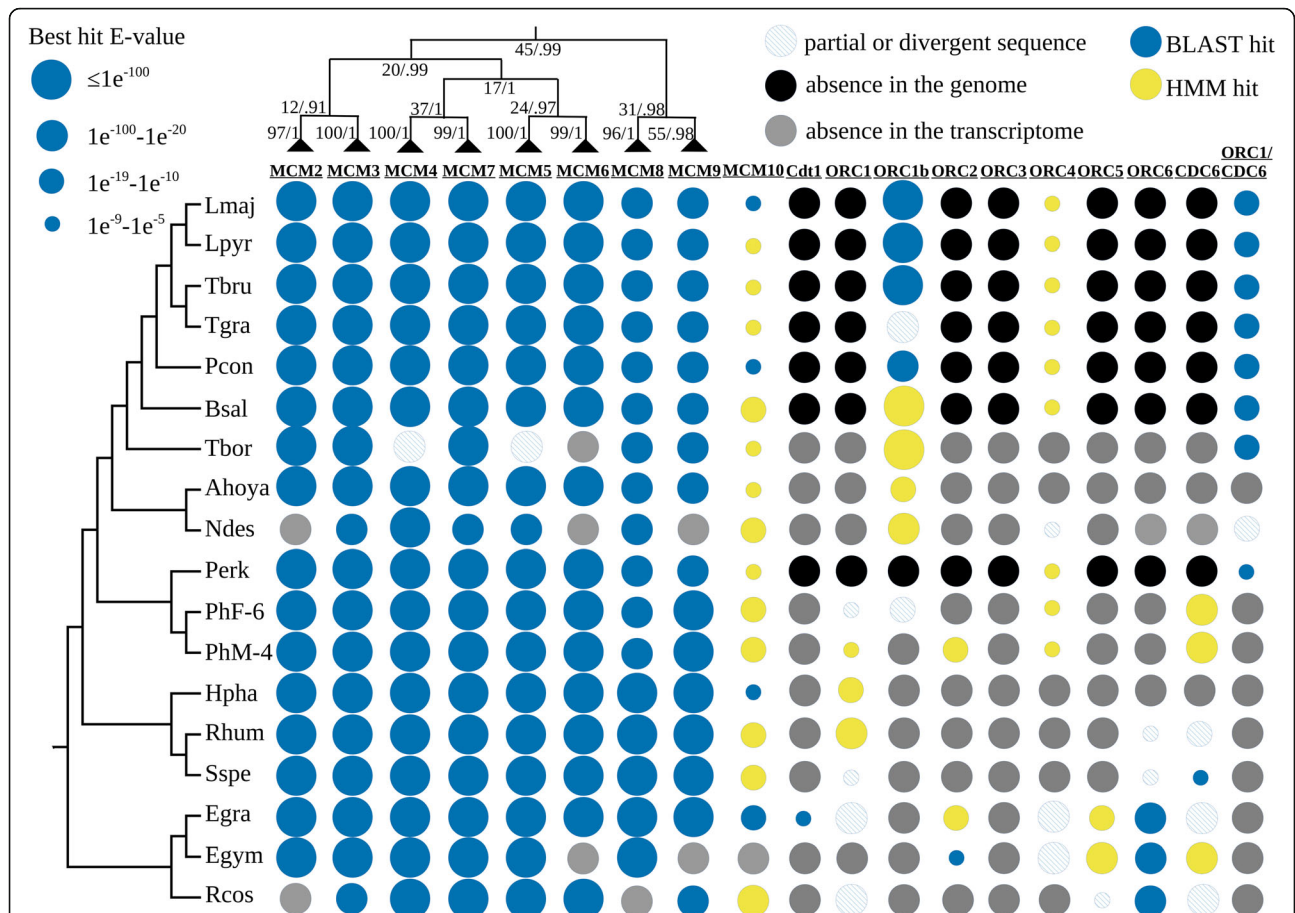 Best hit E-value
≤1e-100
1e-100-1e-20
1e-19-1e-10
1e-9-1e-5
45/.99
20/.99
17/1
12/.91 37/1 24/.97 31/.98
97/1 100/1 100/1 99/1 100/1 99/1 96/1 55/.98
partial or divergent sequence
absence in the genome
absence in the transcriptome
BLAST hit
HMM hit
MCM2 MCM3 MCM4 MCM7 MCM5 MCM6 MCM8 MCM9 MCM10 Cdt1 ORC1 ORC1b ORC2 ORC3 ORC4 ORC5 ORC6 CDC6 ORC1/CDC6
Lmaj
Lpyr
Tbru
Tgra
Pcon
Bsal
Tbor
Ahoya
Ndes
Perk
PhF-6
PhM-4
Hpha
Rhum
Sspe
Egra
Egym
Rcos